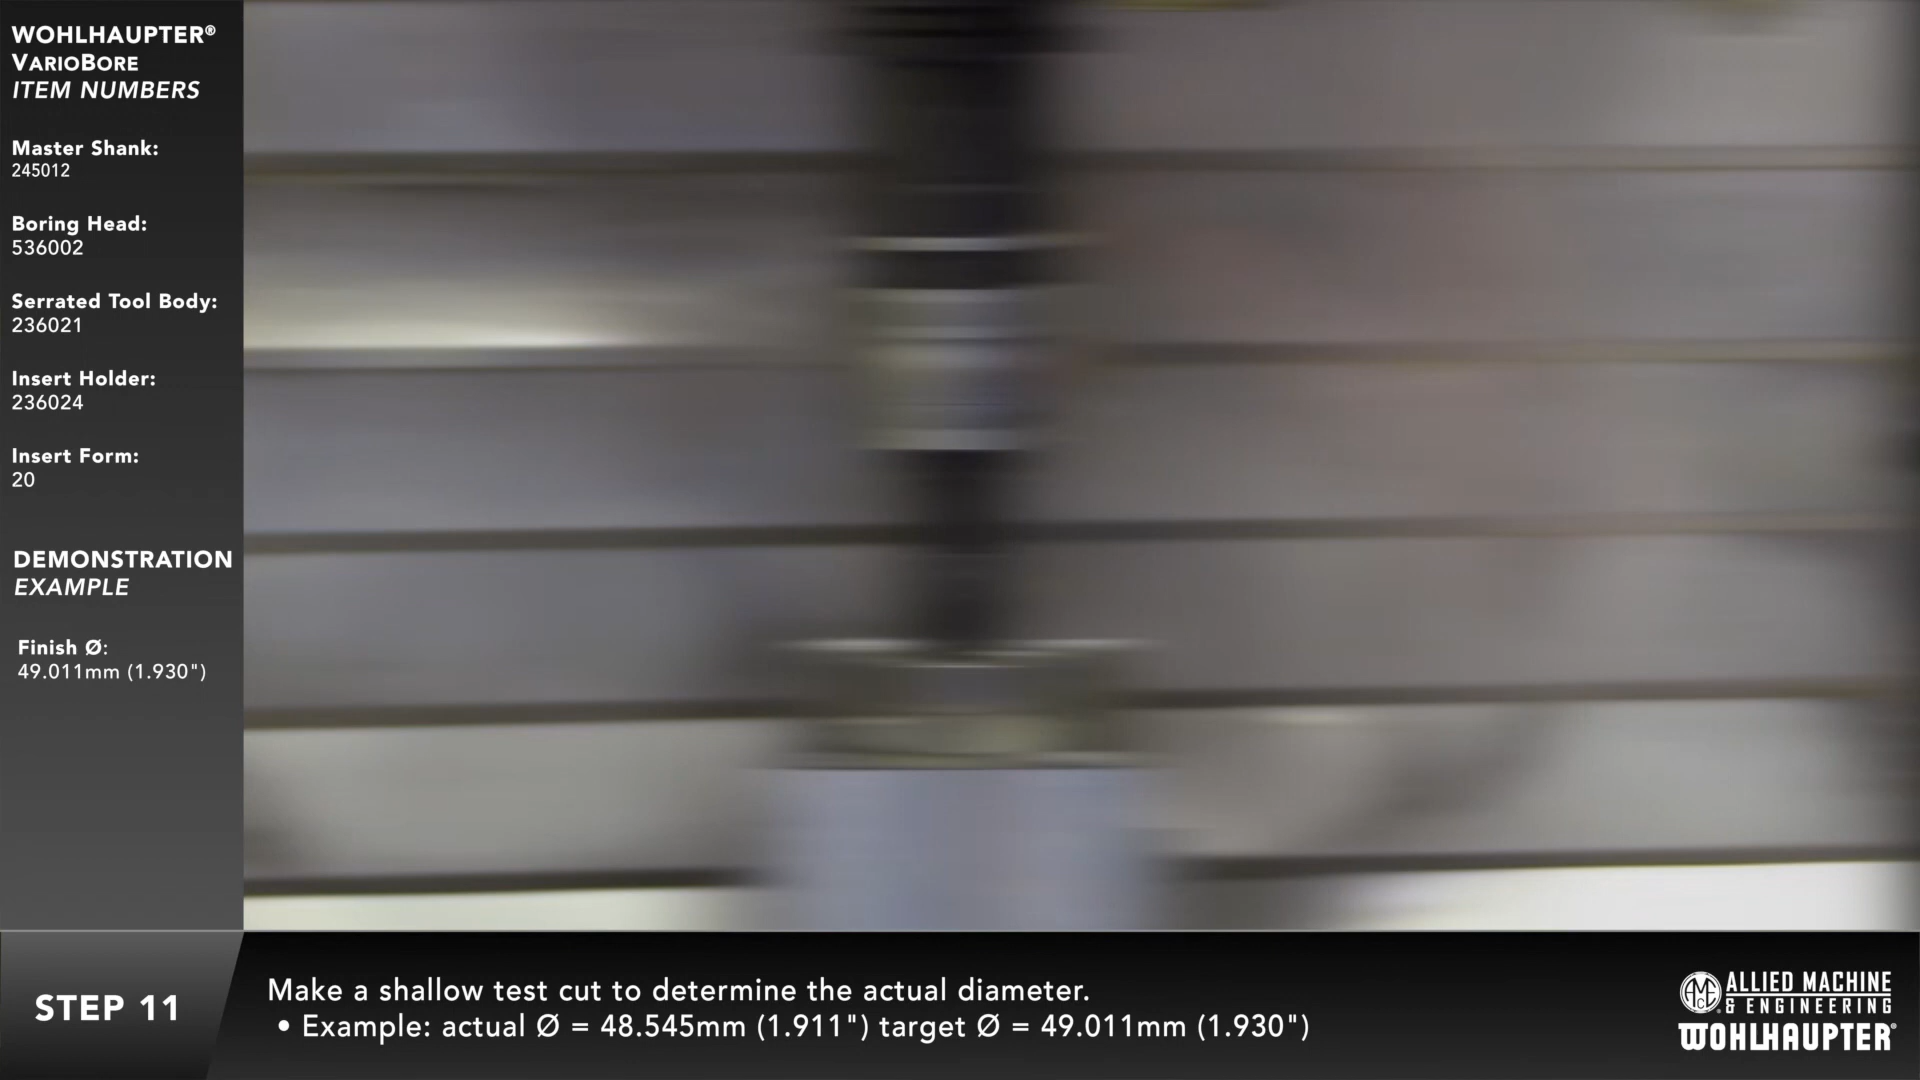 WOHLHAUPTER®
VARIOBORE
ITEM NUMBERS
Master Shank:
245012
Boring Head:
536002
Serrated Tool Body:
236021
Insert Holder:
236024
Insert Form:
20
DEMONSTRATION
EXAMPLE
Finish Ø:
49.011mm (1.930")
STEP 11
Make a shallow test cut to determine the actual diameter.
• Example: actual Ø = 48.545mm (1.911") target Ø = 49.011mm (1.930")
AMEC
ALLIED MACHINE
& ENGINEERING
WOHLHAUPTER®